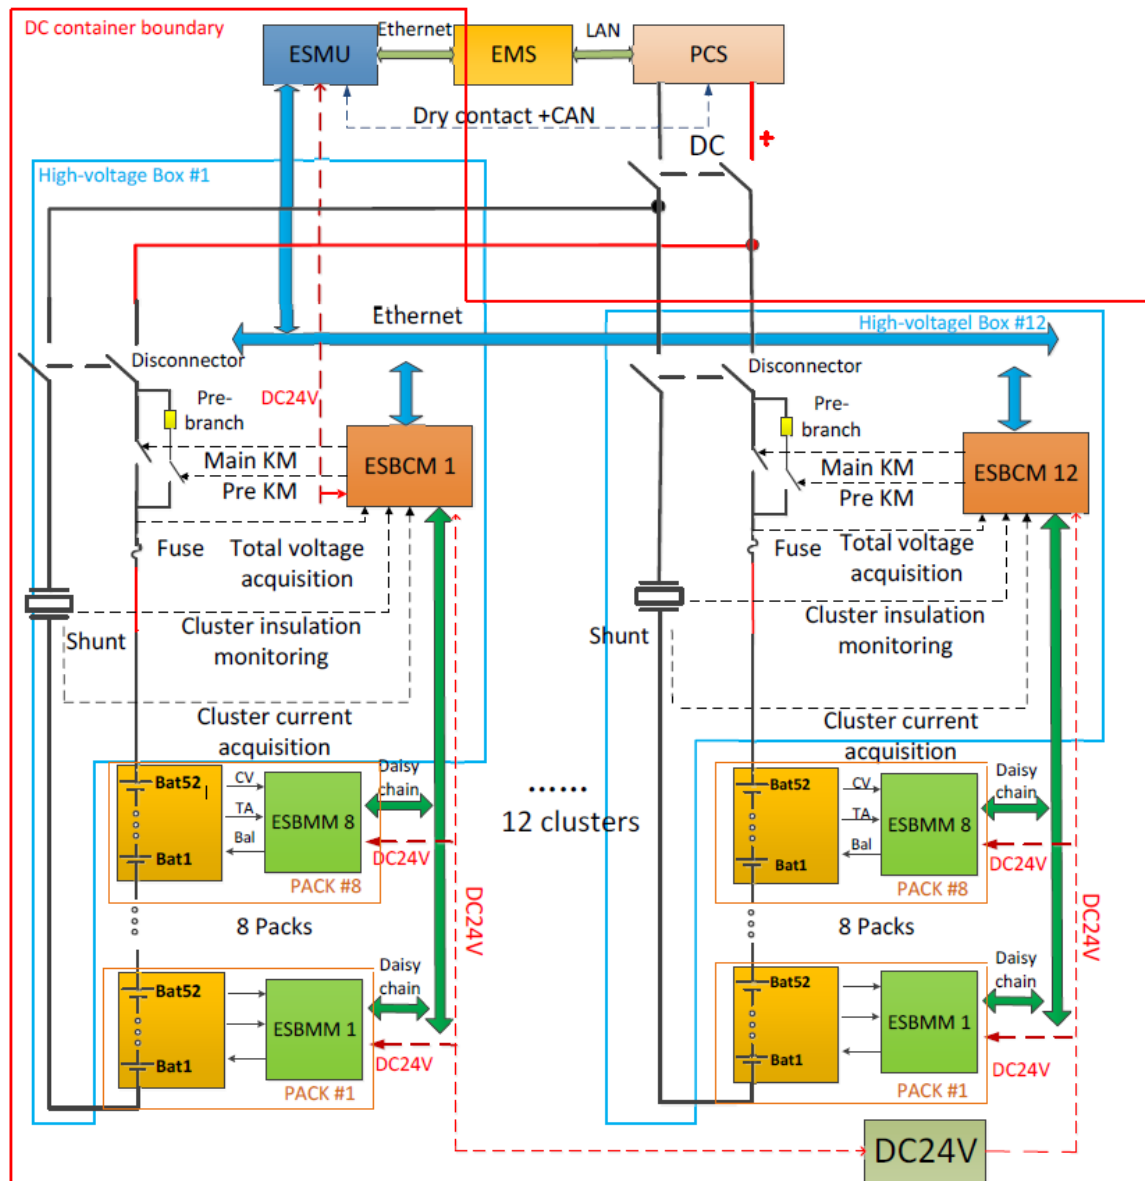 DC container boundary
ESMU
Ethernet
EMS
LAN
PCS
Dry contact +CAN
+
DC
High-voltage Box #1
Ethernet
High-voltagel Box #12
Disconnector
DC24V
Pre-
branch
Main KM
Pre KM
ESBCM 1
Fuse
Total voltage
acquisition
Shunt
Cluster insulation
monitoring
Cluster current
acquisition
Disconnector
Pre-
branch
Main KM
Pre KM
ESBCM 12
Fuse
Total voltage
acquisition
Shunt
Cluster insulation
monitoring
Cluster current
acquisition
Bat52
Bat1
CV
TA
Bal
ESBMM 8
Daisy
chain
DC24V
PACK #8
......
12 clusters
Bat52
Bat1
CV
TA
Bal
ESBMM 8
Daisy
chain
DC24V
PACK #8
8 Packs
DC24V
8 Packs
DC24V
Bat52
Bat1
ESBMM 1
Daisy
chain
DC24V
PACK #1
Bat52
Bat1
ESBMM 1
Daisy
chain
DC24V
PACK #1
DC24V